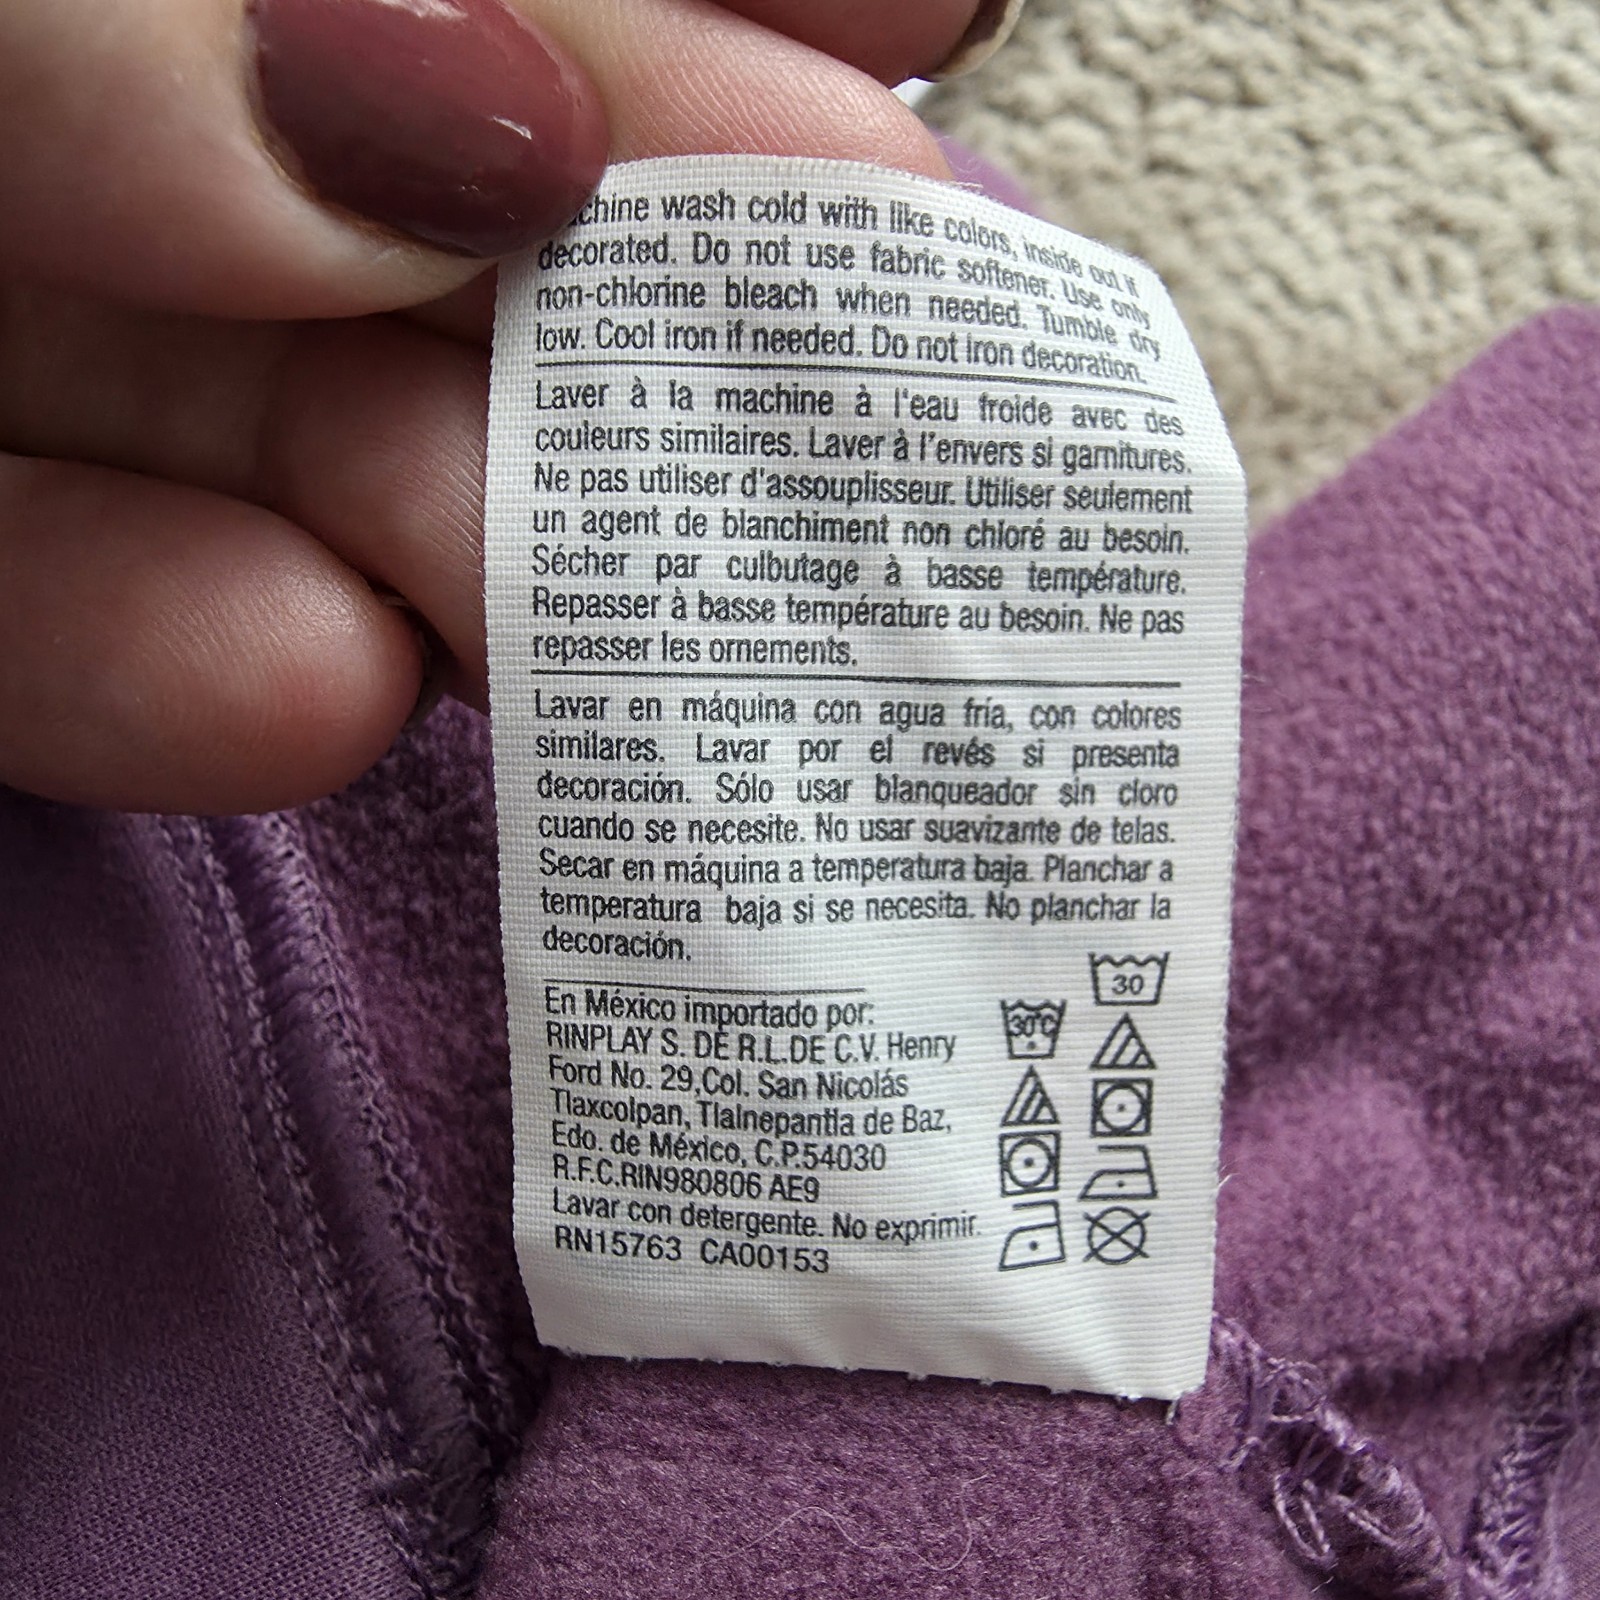 wash cold with like colors, inside out if
decorated. Do not use fabric softener. Use only
non-chlorine bleach when needed. Tumble dry
low. Cool iron if needed. Do not iron decoration.
Laver à la machine à l'eau froide avec des
couleurs similaires. Laver à l'envers si garnitures.
Ne pas utiliser d'assouplisseur. Utiliser seulement
un agent de blanchiment non chloré au besoin.
Sécher par culbutage à basse température.
Repasser à basse température au besoin. Ne pas
repasser les ornements.
Lavar en máquina con agua fría, con colores
similares. Lavar por el revés si presenta
decoración. Sólo usar blanqueador sin cloro
cuando se necesite. No usar suavizante de telas.
Secar en máquina a temperatura baja. Planchar a
temperatura baja si se necesita. No planchar la
decoración.
En México importado por:
RINPLAY S. DE R.L.DE C.V. Henry
Ford No. 29,Col. San Nicolás
Tlaxcolpan, Tlalnepantla de Baz,
Edo. de México, C.P.54030
R.F.C.RIN980806 AE9
Lavar con detergente. No exprimir.
RN15763 CA00153
30
30°C